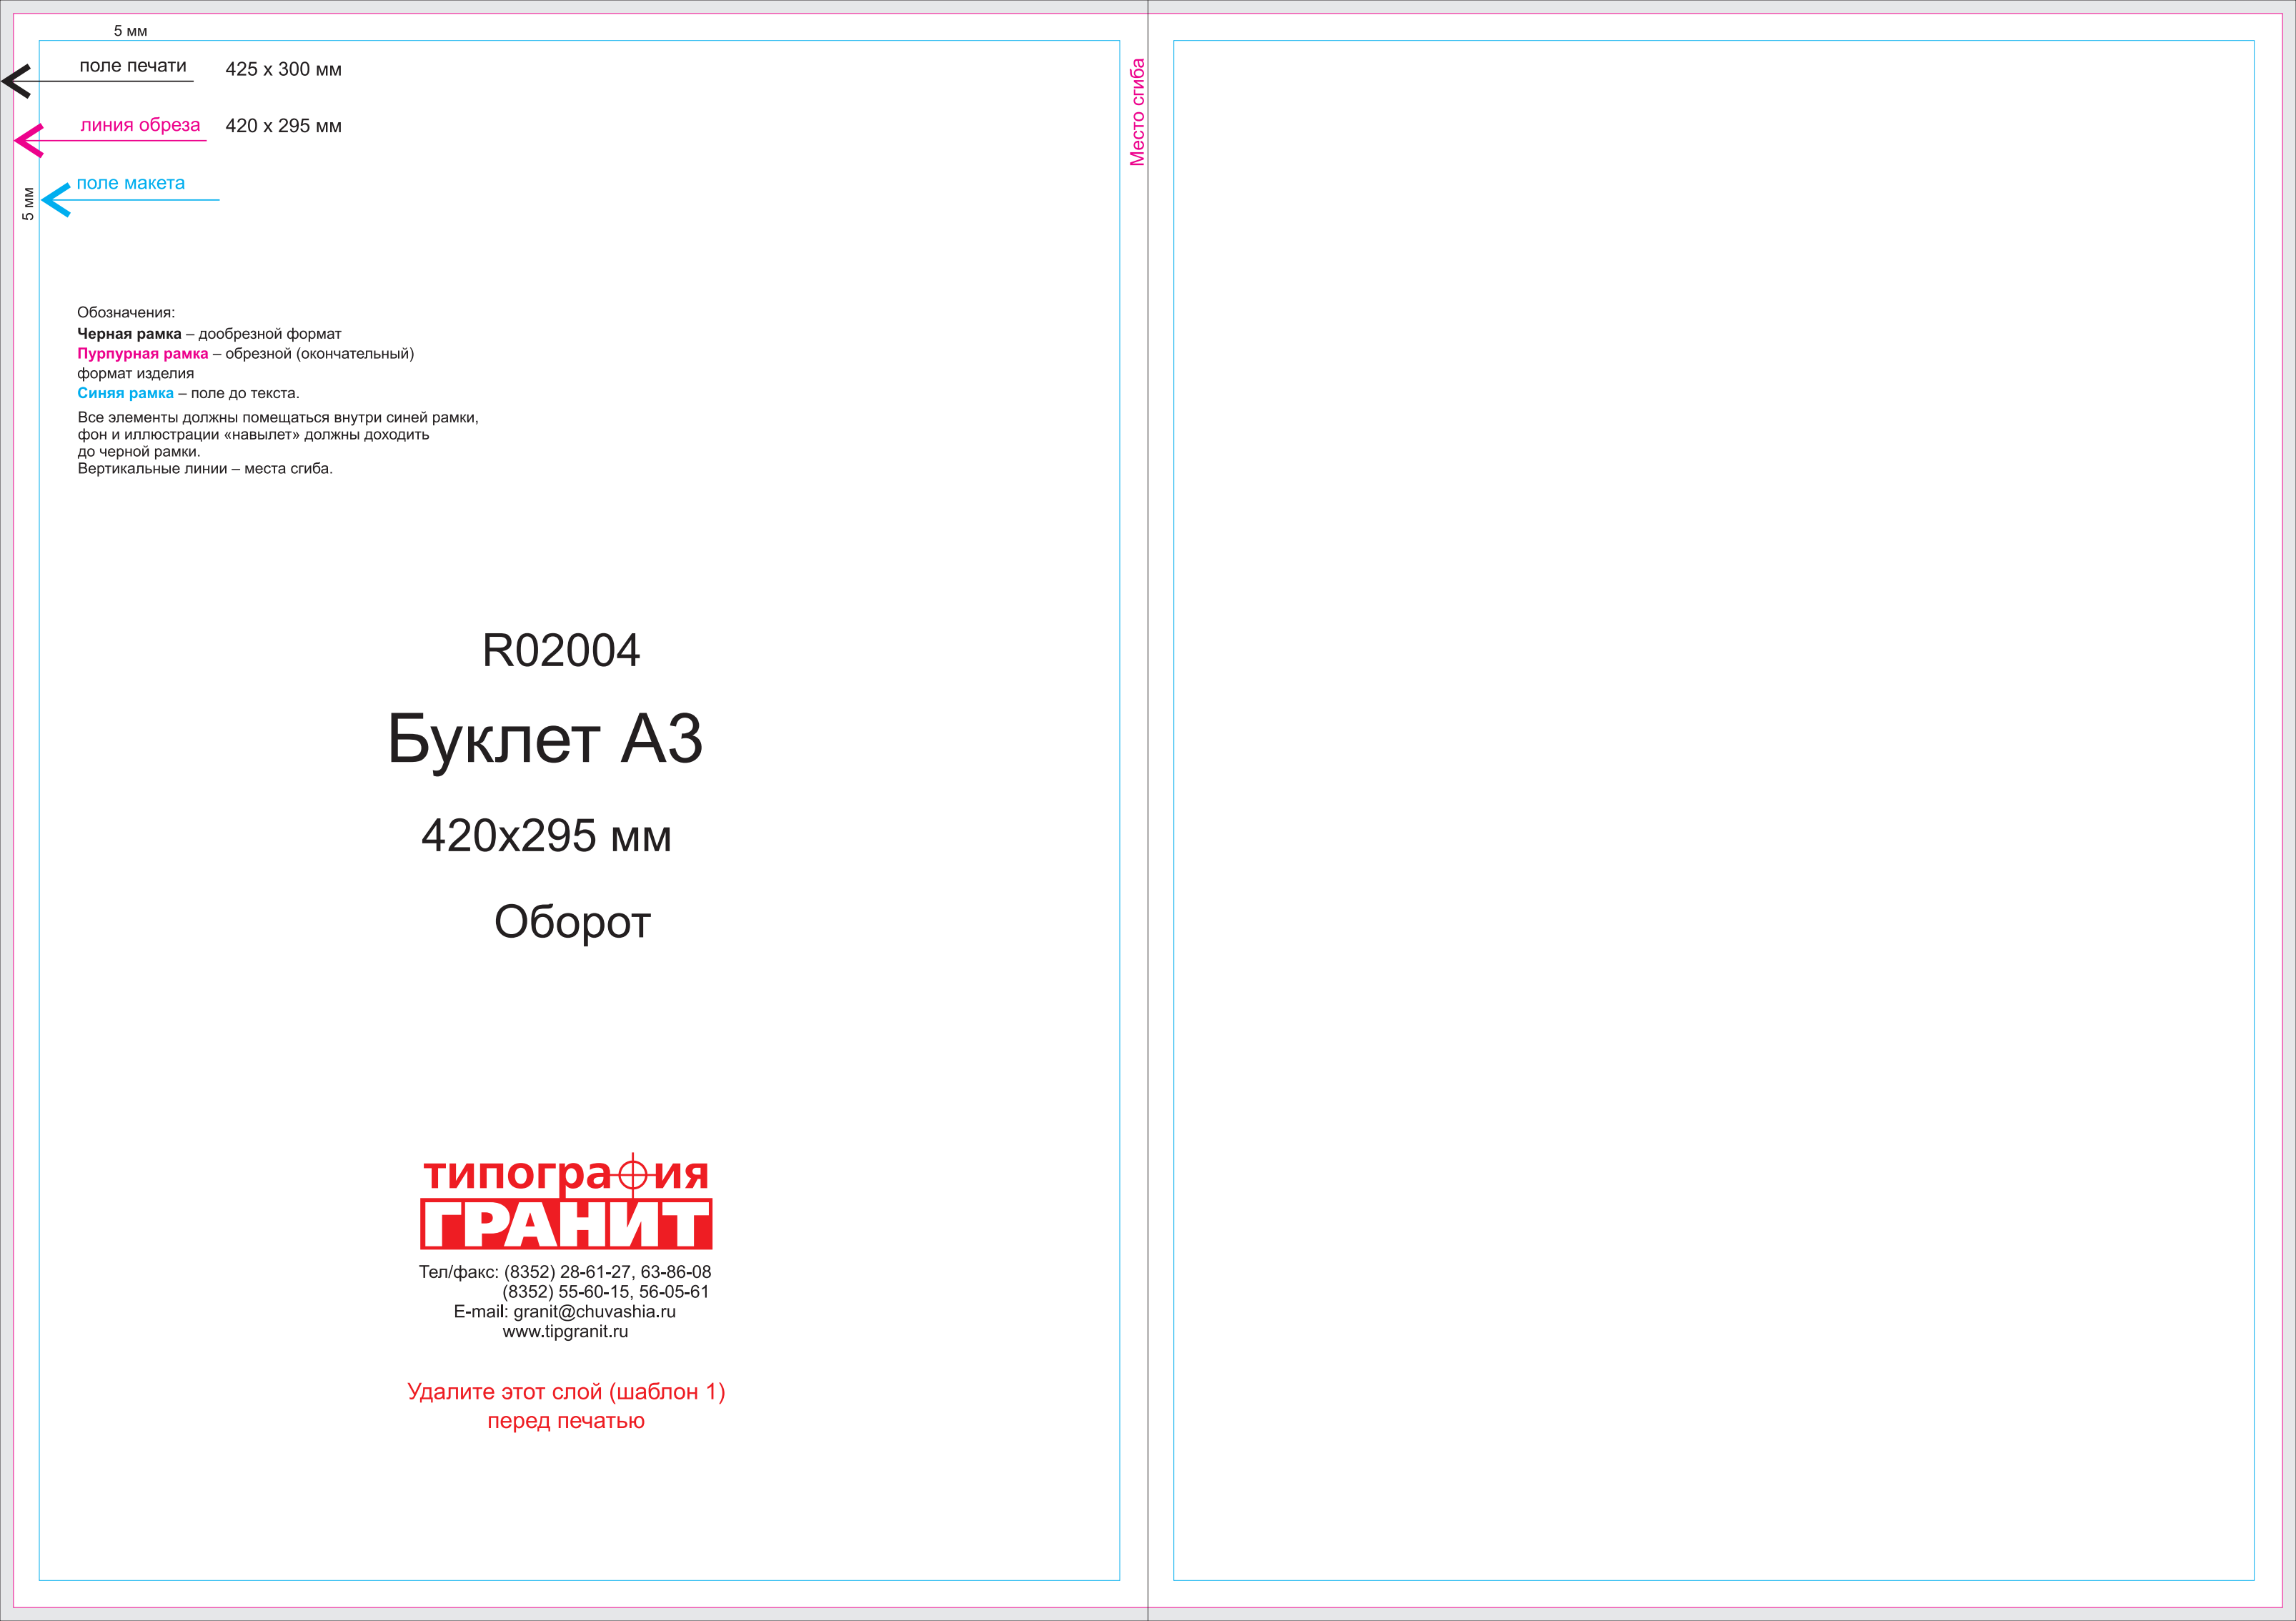 5 мм
поле печати 425 x 300 мм
линия обреза 420 x 295 мм
поле макета
5 мм
Место сгиба
Обозначения:
Черная рамка – дообрезной формат
Пурпурная рамка – обрезной (окончательный)
формат изделия
Синяя рамка – поле до текста.
Все элементы должны помещаться внутри синей рамки,
фон и иллюстрации «навылет» должны доходить
до черной рамки.
Вертикальные линии – места сгиба.
R02004
Буклет А3
420x295 мм
Оборот
типография
ГРАНИТ
Тел/факс: (8352) 28-61-27, 63-86-08
(8352) 55-60-15, 56-05-61
E-mail: granit@chuvashia.ru
www.tipgranit.ru
Удалите этот слой (шаблон 1)
перед печатью